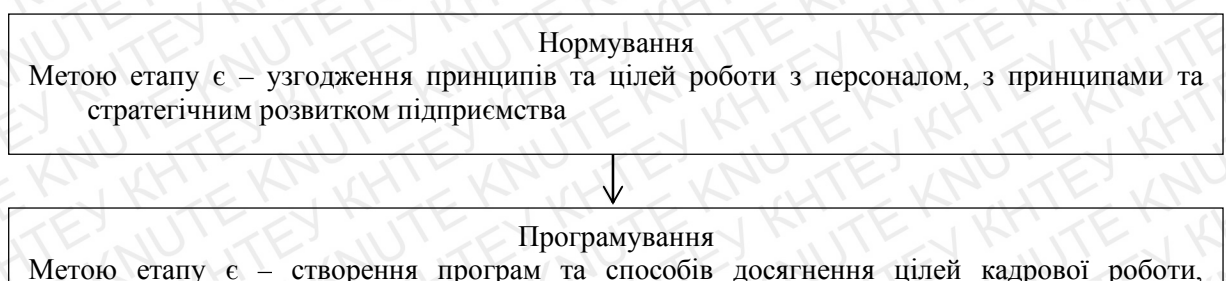 Нормування
Метою етапу є – узгодження принципів та цілей роботи з персоналом, з принципами та
стратегічним розвитком підприємства
Програмування
Метою етапу є – створення програм та способів досягнення цілей кадрової роботи,